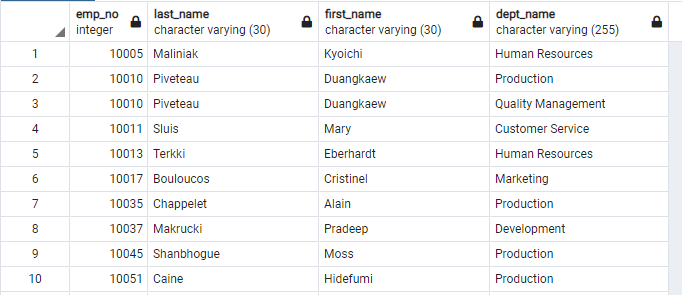 emp_no last_name first_name dept_name
integer character varying (30) character varying (30) character varying (255)
1 10005 Maliniak Kyoichi Human Resources
2 10010 Piveteau Duangkaew Production
3 10010 Piveteau Duangkaew Quality Management
4 10011 Sluis Mary Customer Service
5 10013 Terkki Eberhardt Human Resources
6 10017 Bouloucos Cristinel Marketing
7 10035 Chappelet Alain Production
8 10037 Makrucki Pradeep Development
9 10045 Shanbhogue Moss Production
10 10051 Caine Hidefumi Production